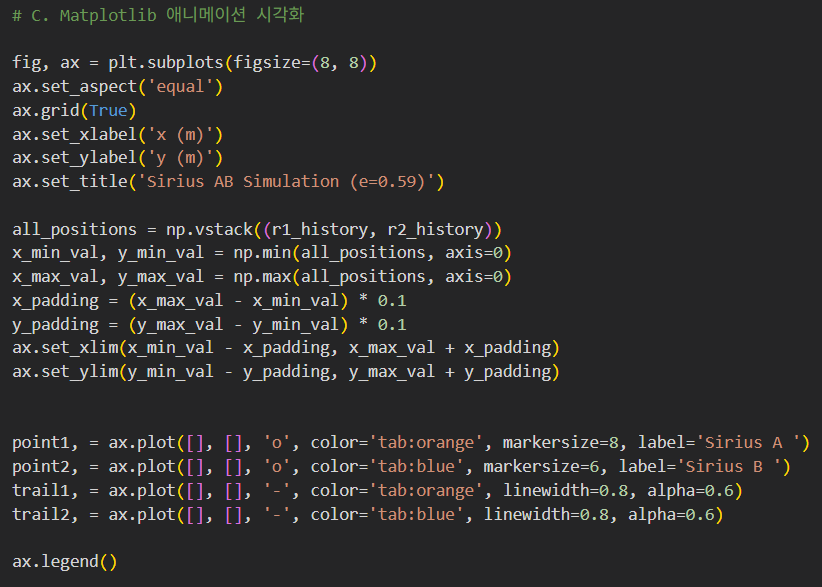 # C. Matplotlib 애니메이션 시각화
fig, ax = plt.subplots(figsize=(8, 8))
ax.set_aspect('equal')
ax.grid(True)
ax.set_xlabel('x (m)')
ax.set_ylabel('y (m)')
ax.set_title('Sirius AB Simulation (e=0.59)')
all_positions = np.vstack((r1_history, r2_history))
x_min_val, y_min_val = np.min(all_positions, axis=0)
x_max_val, y_max_val = np.max(all_positions, axis=0)
x_padding = (x_max_val - x_min_val) * 0.1
y_padding = (y_max_val - y_min_val) * 0.1
ax.set_xlim(x_min_val - x_padding, x_max_val + x_padding)
ax.set_ylim(y_min_val - y_padding, y_max_val + y_padding)
point1, = ax.plot([], [], 'o', color='tab:orange', markersize=8, label='Sirius A ')
point2, = ax.plot([], [], 'o', color='tab:blue', markersize=6, label='Sirius B ')
trail1, = ax.plot([], [], '-', color='tab:orange', linewidth=0.8, alpha=0.6)
trail2, = ax.plot([], [], '-', color='tab:blue', linewidth=0.8, alpha=0.6)
ax.legend()